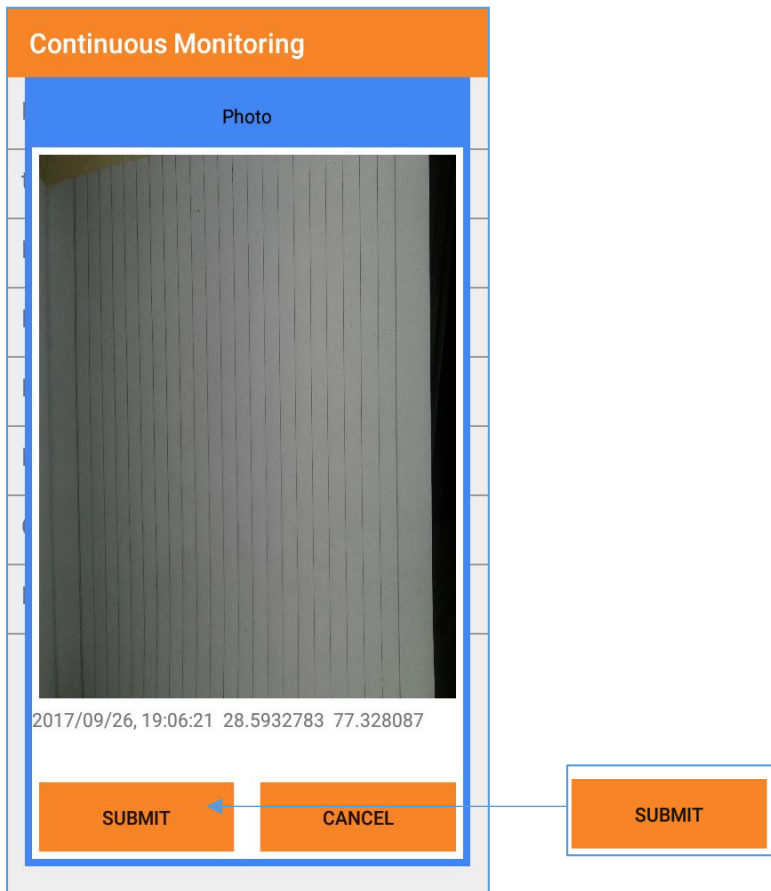 Continuous Monitoring
Photo
2017/09/26, 19:06:21 28.5932783 77.328087
SUBMIT CANCEL
SUBMIT